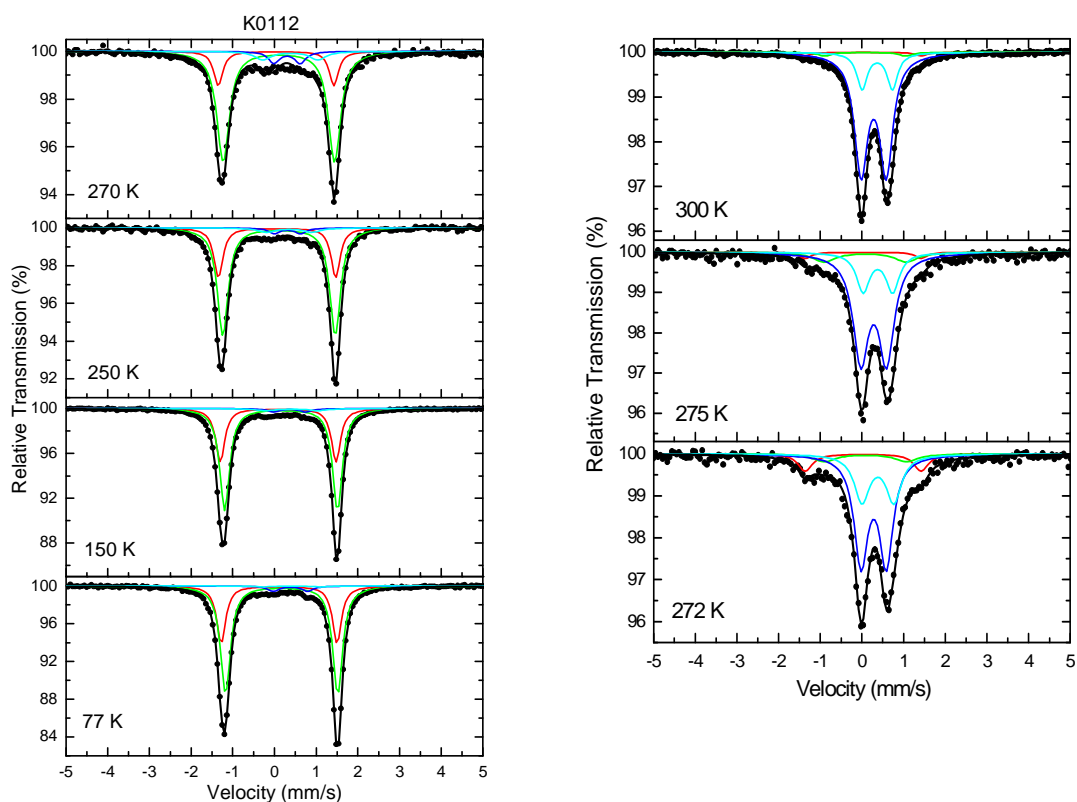 K0112
100
98
96
94
270 K
100
98
96
94
92
250 K
100
96
92
88
150 K
100
96
92
88
84
77 K
-5 -4 -3 -2 -1 0 1 2 3 4 5
Velocity (mm/s)
Relative Transmission (%)
100
99
98
97
96
300 K
100
99
98
97
96
275 K
100
99
98
97
96
272 K
-5 -4 -3 -2 -1 0 1 2 3 4 5
Velocity (mm/s)
Relative Transmission (%)